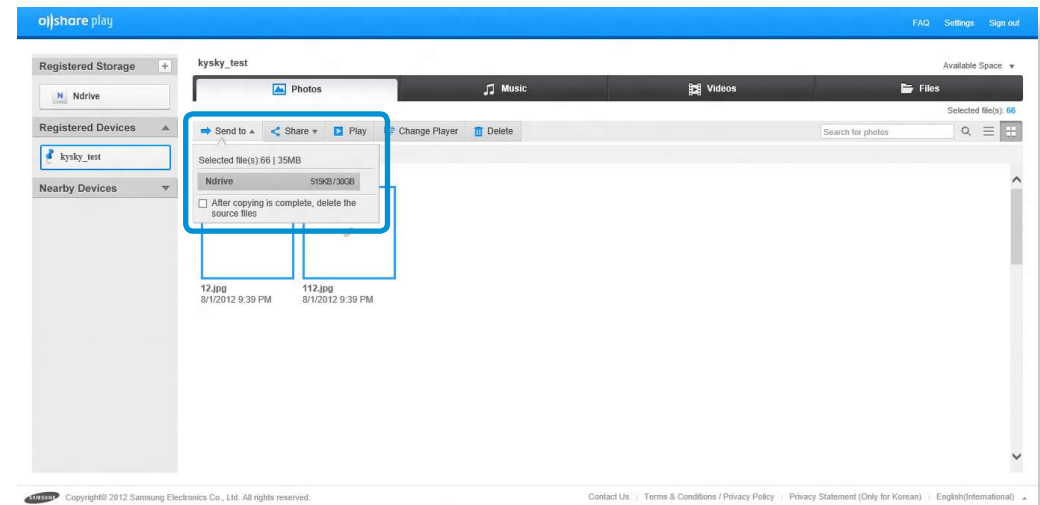 allshare play
FAQ Settings Sign out
Registered Storage +
N Ndrive
Registered Devices
kysky_test
Nearby Devices
kysky_test
Available Space
Photos Music Videos Files
Selected file(s): 66
Send to Share Play Change Player Delete
Search for photos
Selected file(s):66 | 35MB
Ndrive 515KB/30GB
After copying is complete, delete the
source files
12.jpg 112.jpg
8/1/2012 9:39 PM 8/1/2012 9:39 PM
SAMSUNG Copyright© 2012 Samsung Electronics Co., Ltd. All rights reserved.
Contact Us | Terms & Conditions / Privacy Policy | Privacy Statement (Only for Korean) | English(International)